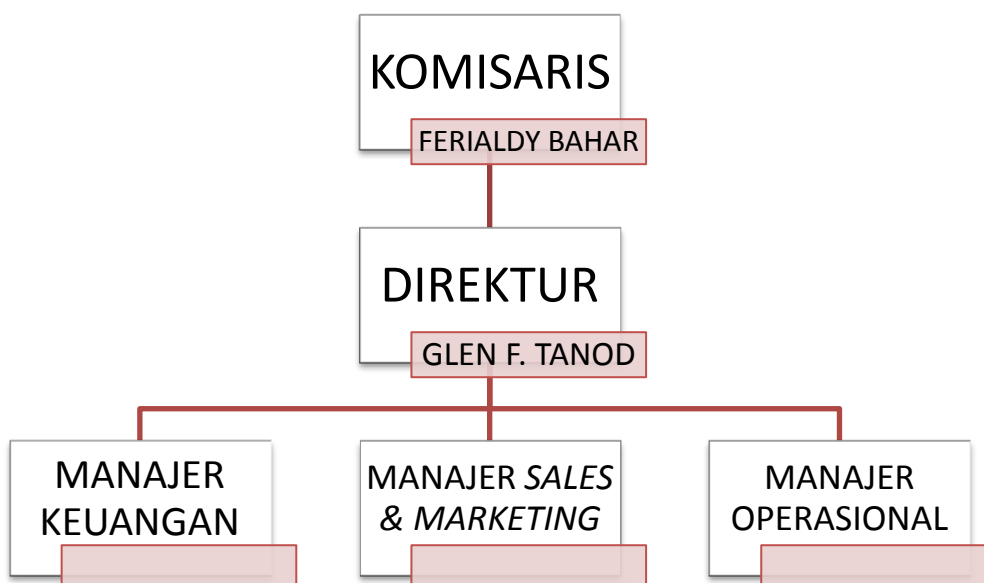 KOMISARIS
FERIALDY BAHAR
DIREKTUR
GLEN F. TANOD
MANAJER
KEUANGAN
MANAJER SALES
& MARKETING
MANAJER
OPERASIONAL